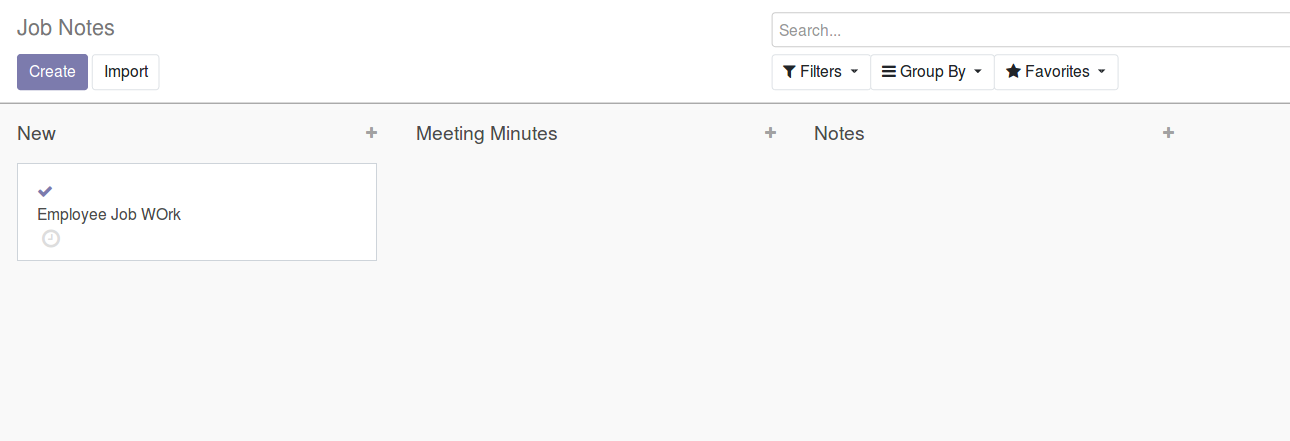 Job Notes
Search...
Create Import
Filters Group By Favorites
New Meeting Minutes Notes
Employee Job WOrk